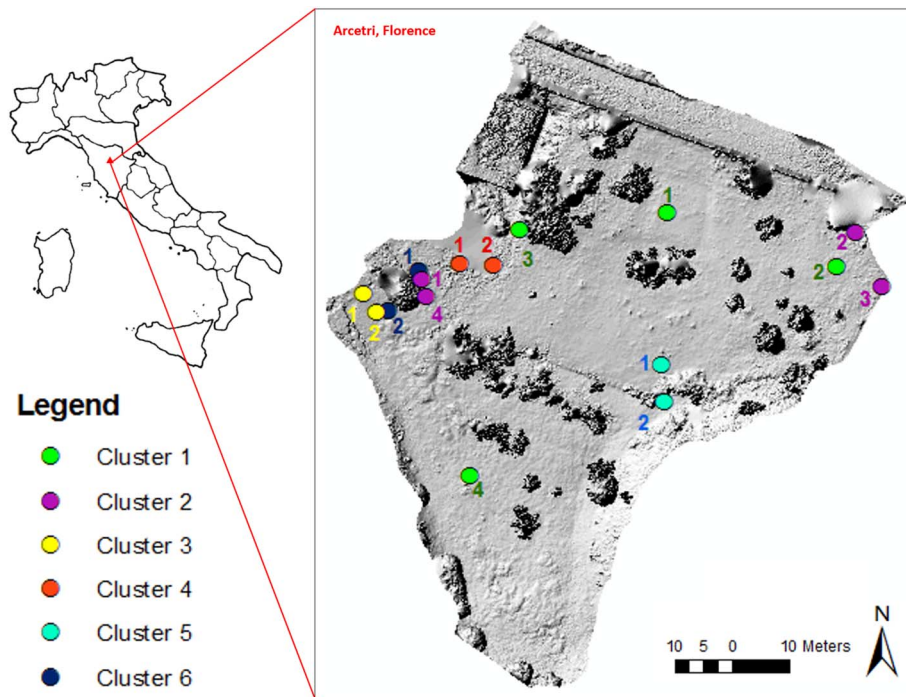 Arcetri, Florence
1
3
1
2
2
2
3
1
1
4
1
2
2
1
2
4
Legend
Cluster 1
Cluster 2
Cluster 3
Cluster 4
Cluster 5
Cluster 6
N
10 5 0 10 Meters